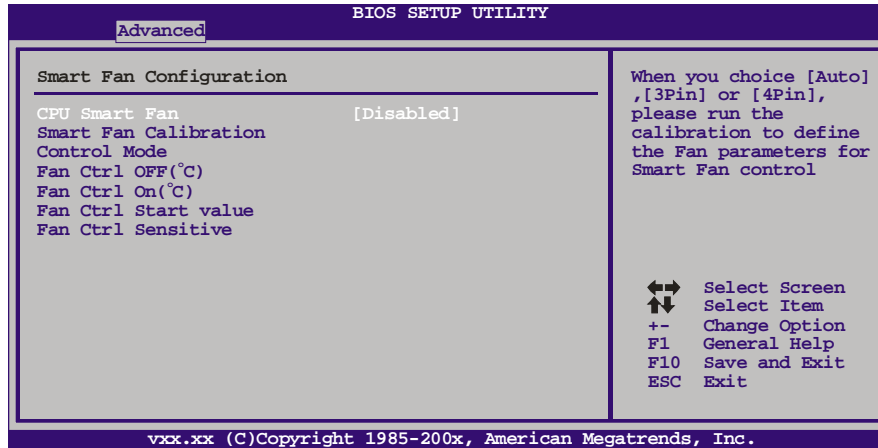 BIOS SETUP UTILITY
Advanced
Smart Fan Configuration
CPU Smart Fan [Disabled]
Smart Fan Calibration
Control Mode
Fan Ctrl OFF(°C)
Fan Ctrl On(°C)
Fan Ctrl Start value
Fan Ctrl Sensitive
When you choice [Auto]
,[3Pin] or [4Pin],
please run the
calibration to define
the Fan parameters for
Smart Fan control
Select Screen
Select Item
+- Change Option
F1 General Help
F10 Save and Exit
ESC Exit
vxx.xx (C)Copyright 1985-200x, American Megatrends, Inc.